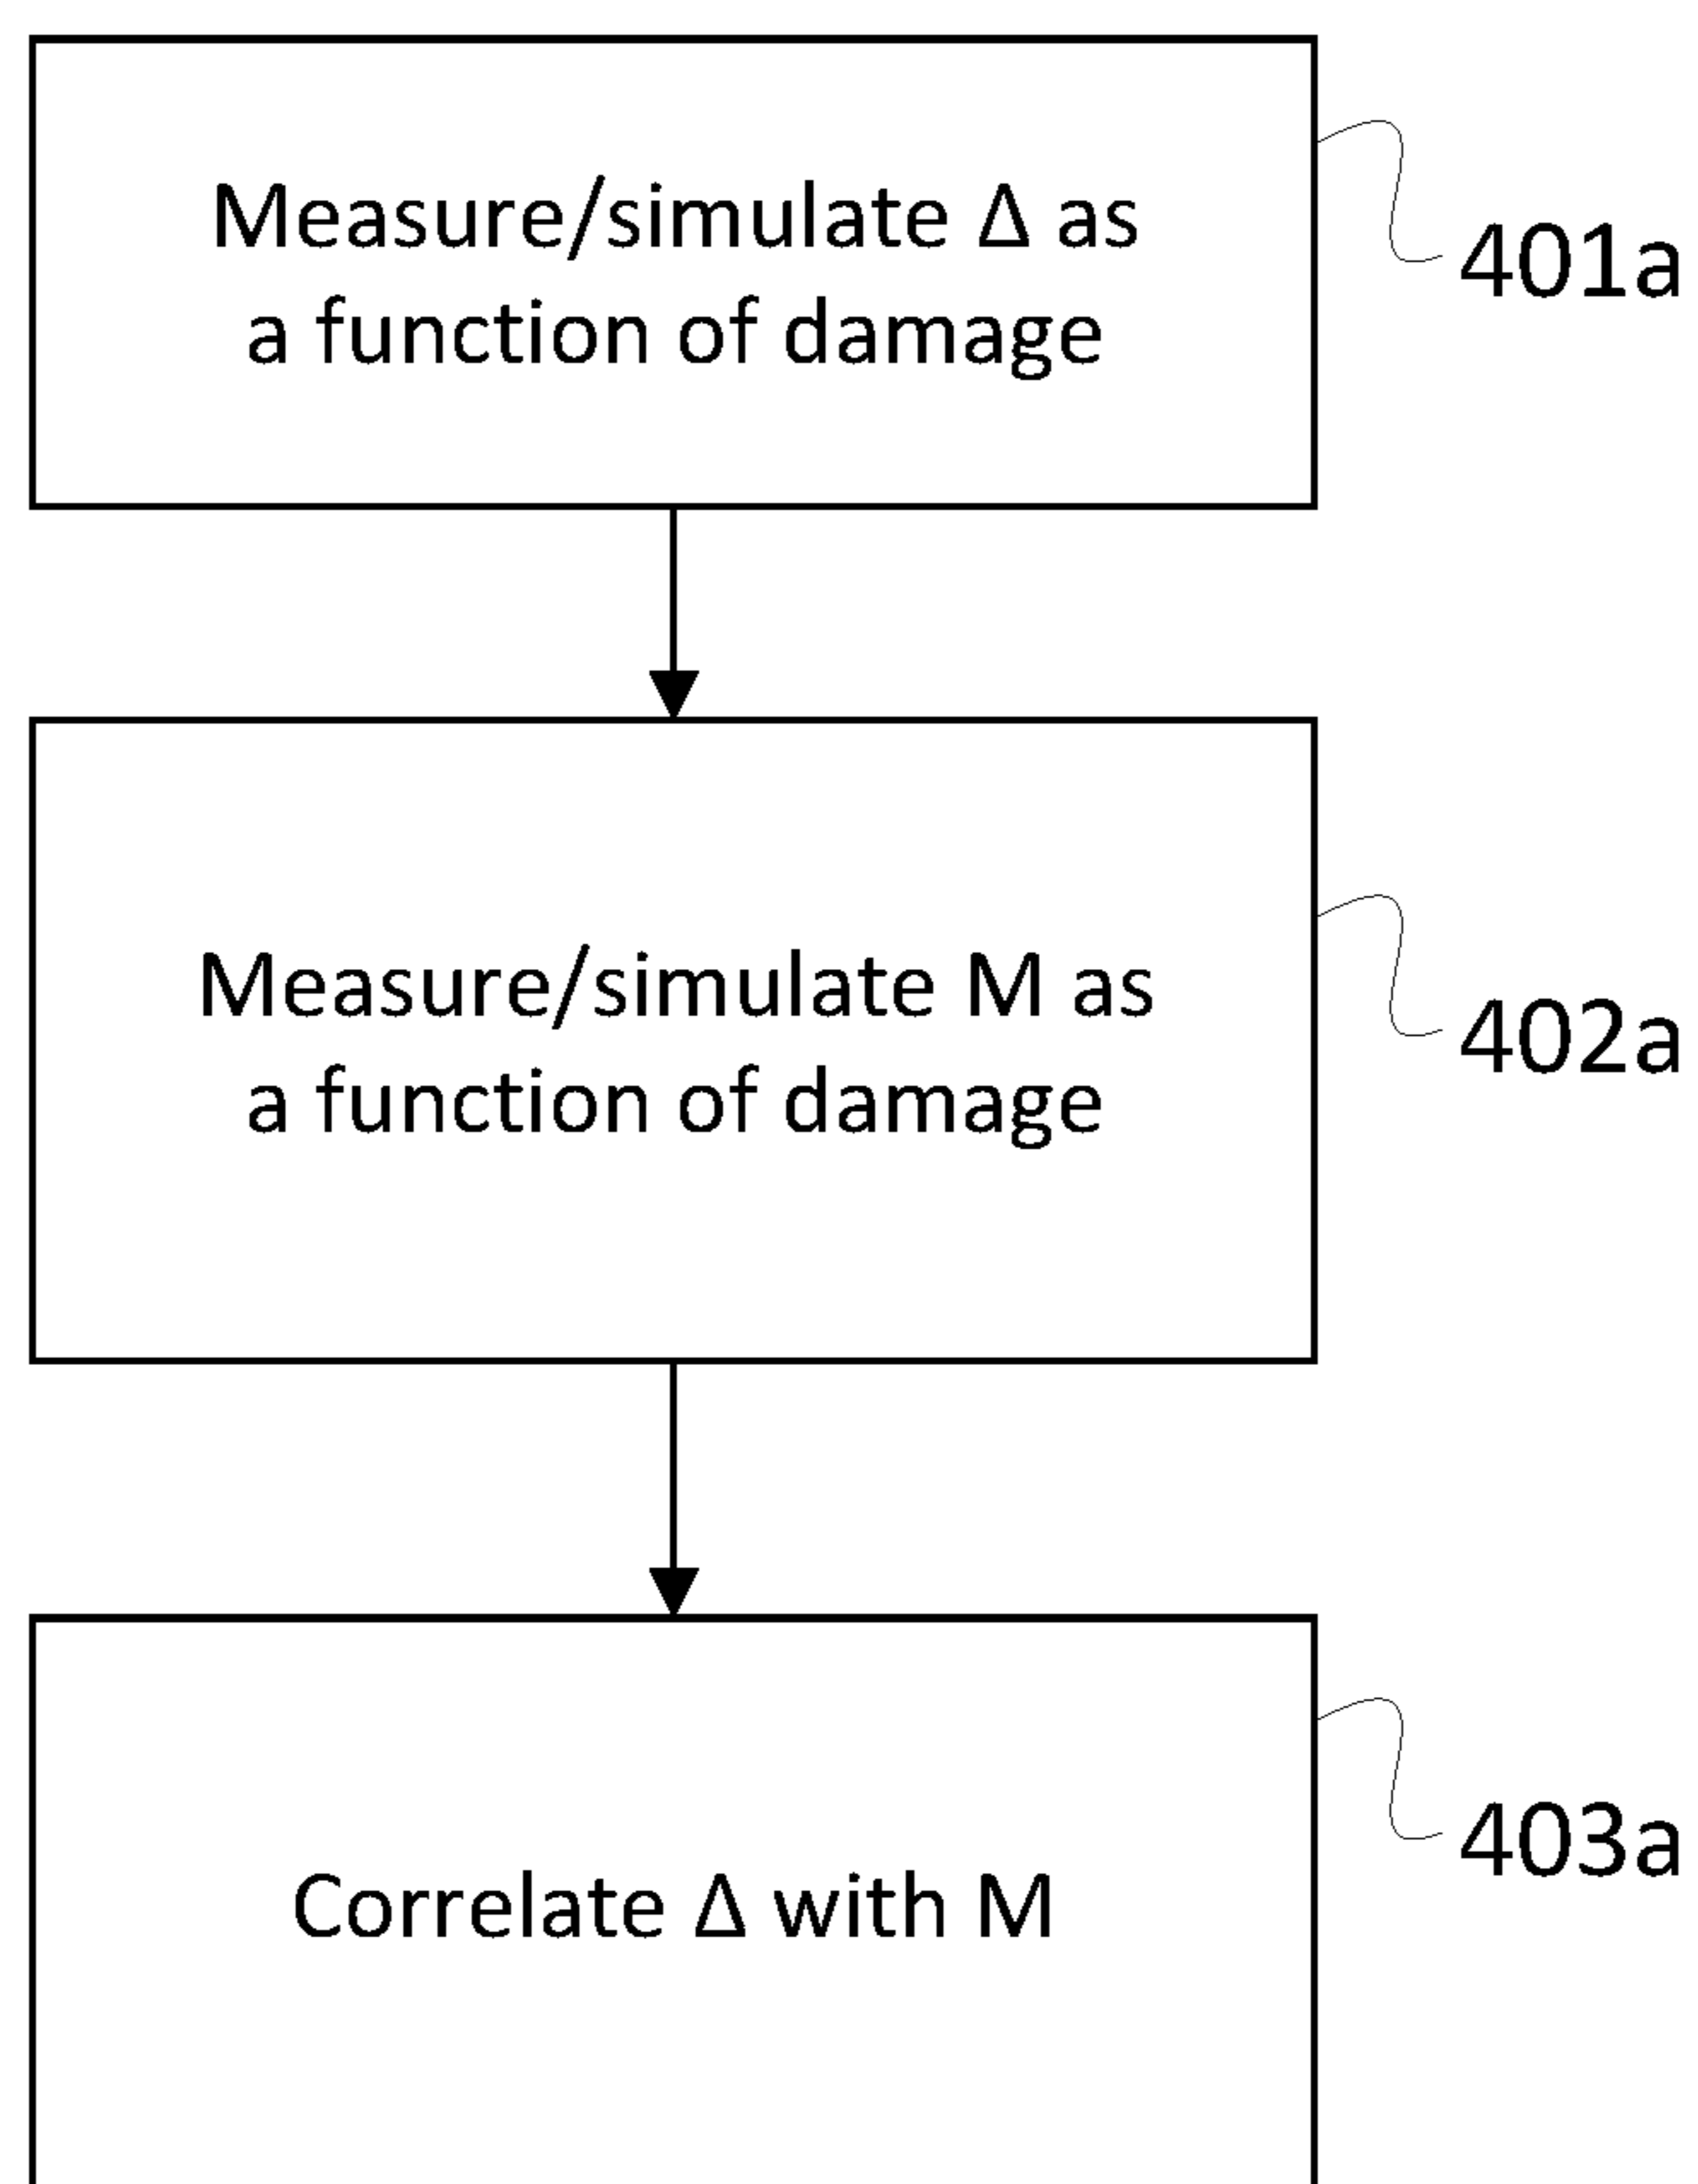 Measure/simulate Δ as
a function of damage
401a
Measure/simulate M as
a function of damage
402a
Correlate Δ with M
403a